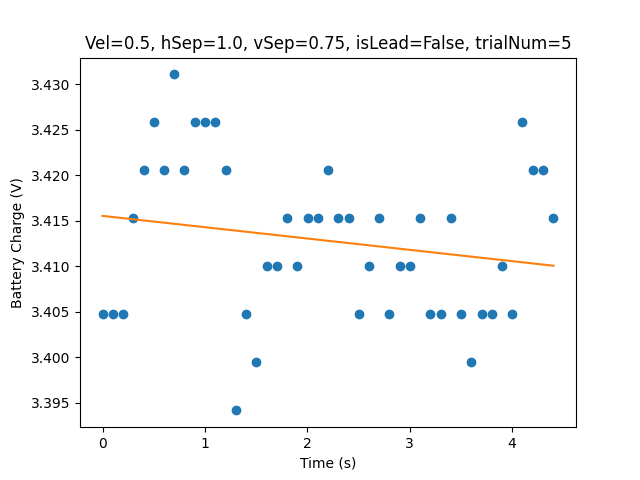 Vel=0.5, hSep=1.0, vSep=0.75, isLead=False, trialNum=5
3.430
3.425
3.420
3.415
3.410
3.405
3.400
3.395
Battery Charge (V)
0 1 2 3 4
Time (s)